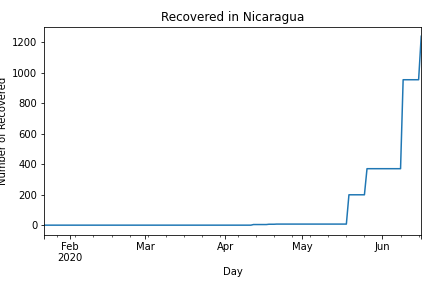 Recovered in Nicaragua
Number of Recovered
1200
1000
800
600
400
200
0
Feb
2020
Mar
Apr
May
Jun
Day